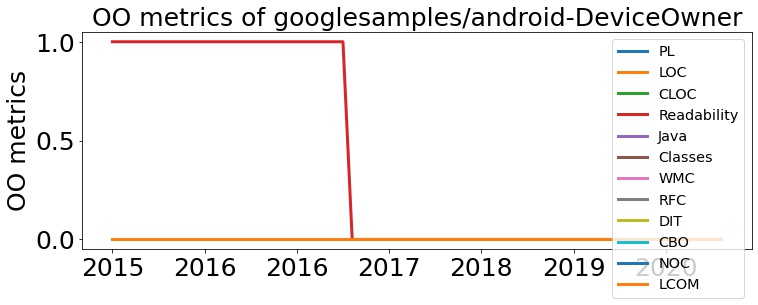 OO metrics of googlesamples/android-DeviceOwner
OO metrics
1.0
0.5
0.0
2015 2016 2016 2017 2018 2019 2020
PL
LOC
CLOC
Readability
Java
Classes
WMC
RFC
DIT
CBO
NOC
LCOM